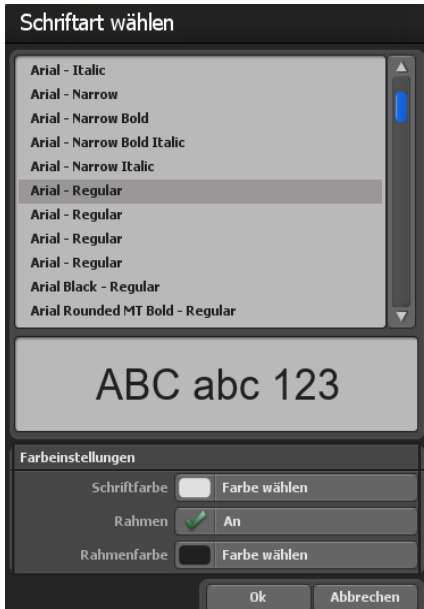 Schriftart wählen
Arial - Italic
Arial - Narrow
Arial - Narrow Bold
Arial - Narrow Bold Italic
Arial - Narrow Italic
Arial - Regular
Arial - Regular
Arial - Regular
Arial - Regular
Arial Black - Regular
Arial Rounded MT Bold - Regular
ABC abc 123
Farbeinstellungen
Schriftfarbe Farbe wählen
Rahmen An
Rahmenfarbe Farbe wählen
Ok Abbrechen